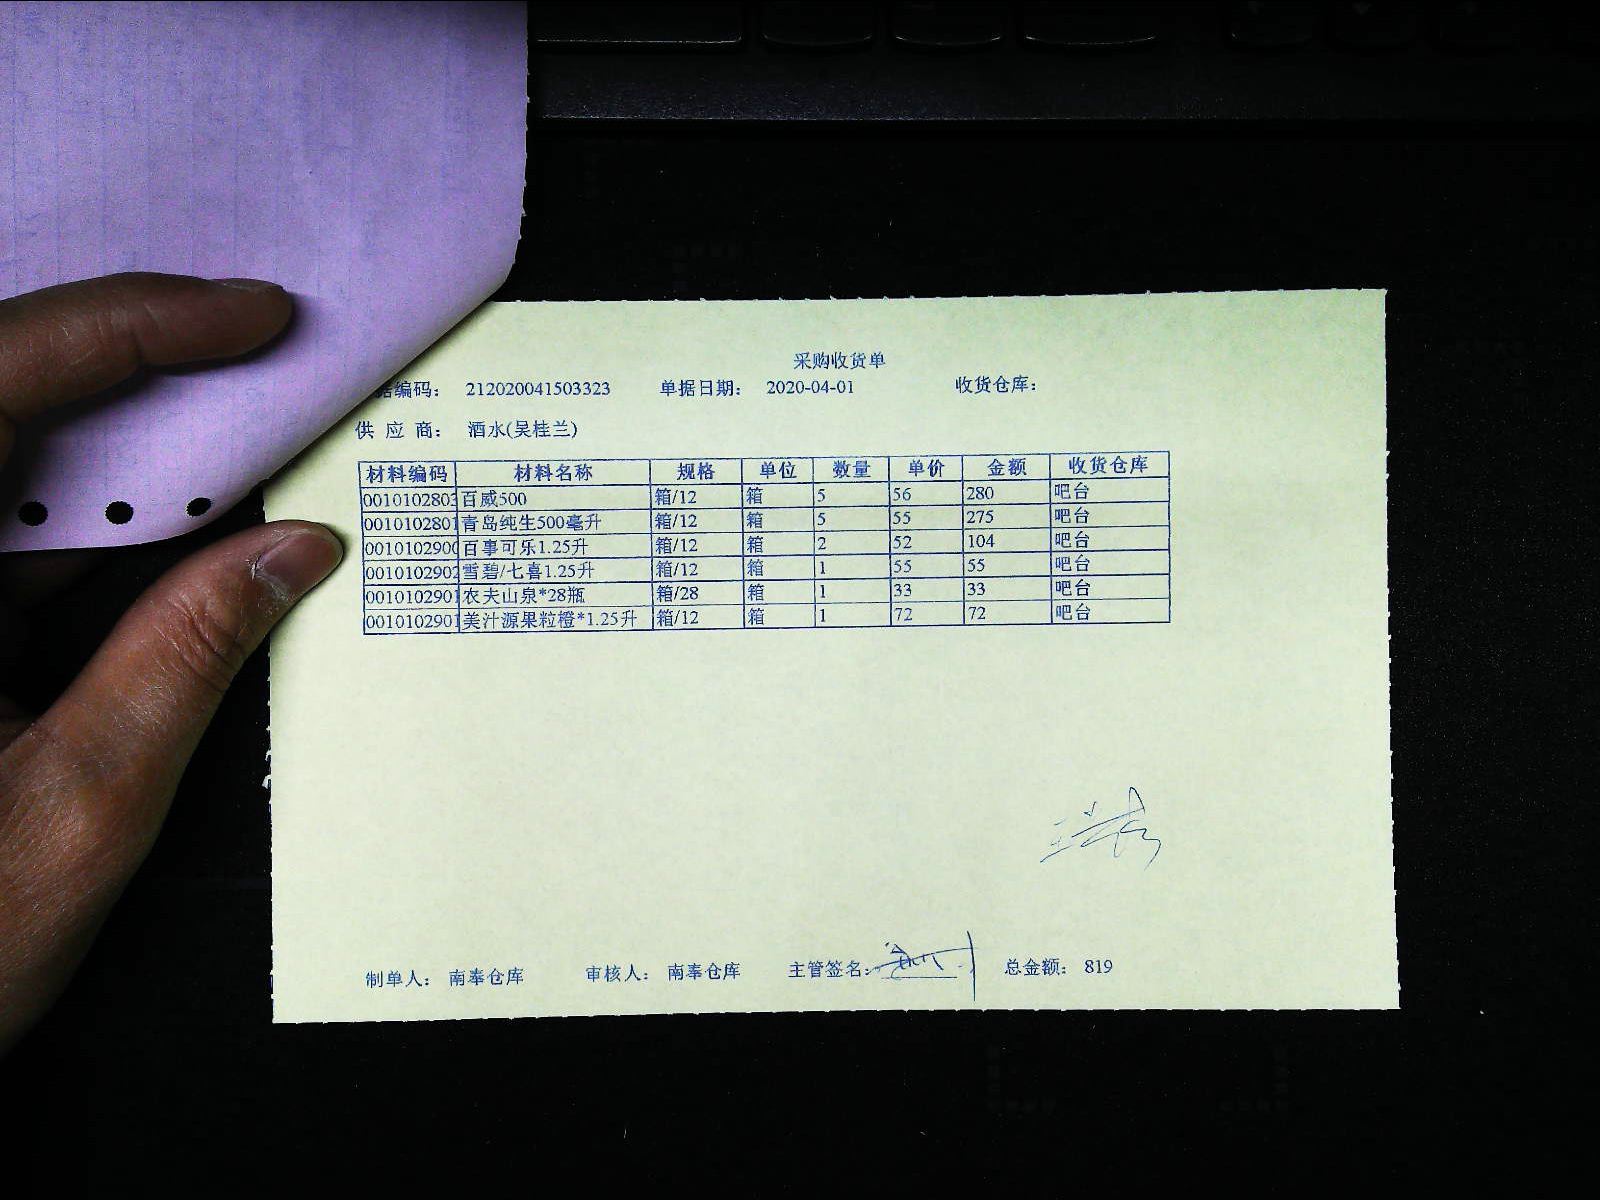 采购收货单
据编码： 212020041503323 单据日期： 2020-04-01 收货仓库：
供 应 商： 酒水(吴桂兰)
材料编码 材料名称 规格 单位 数量 单价 金额 收货仓库
0010102803 百威500 箱/12 箱 5 56 280 吧台
0010102801 青岛纯生500毫升 箱/12 箱 5 55 275 吧台
0010102900 百事可乐1.25升 箱/12 箱 2 52 104 吧台
0010102902 雪碧/七喜1.25升 箱/12 箱 1 55 55 吧台
0010102901 农夫山泉*28瓶 箱/28 箱 1 33 33 吧台
0010102901 美汁源果粒橙*1.25升 箱/12 箱 1 72 72 吧台
制单人： 南奉仓库 审核人： 南奉仓库 主管签名： 总金额： 819